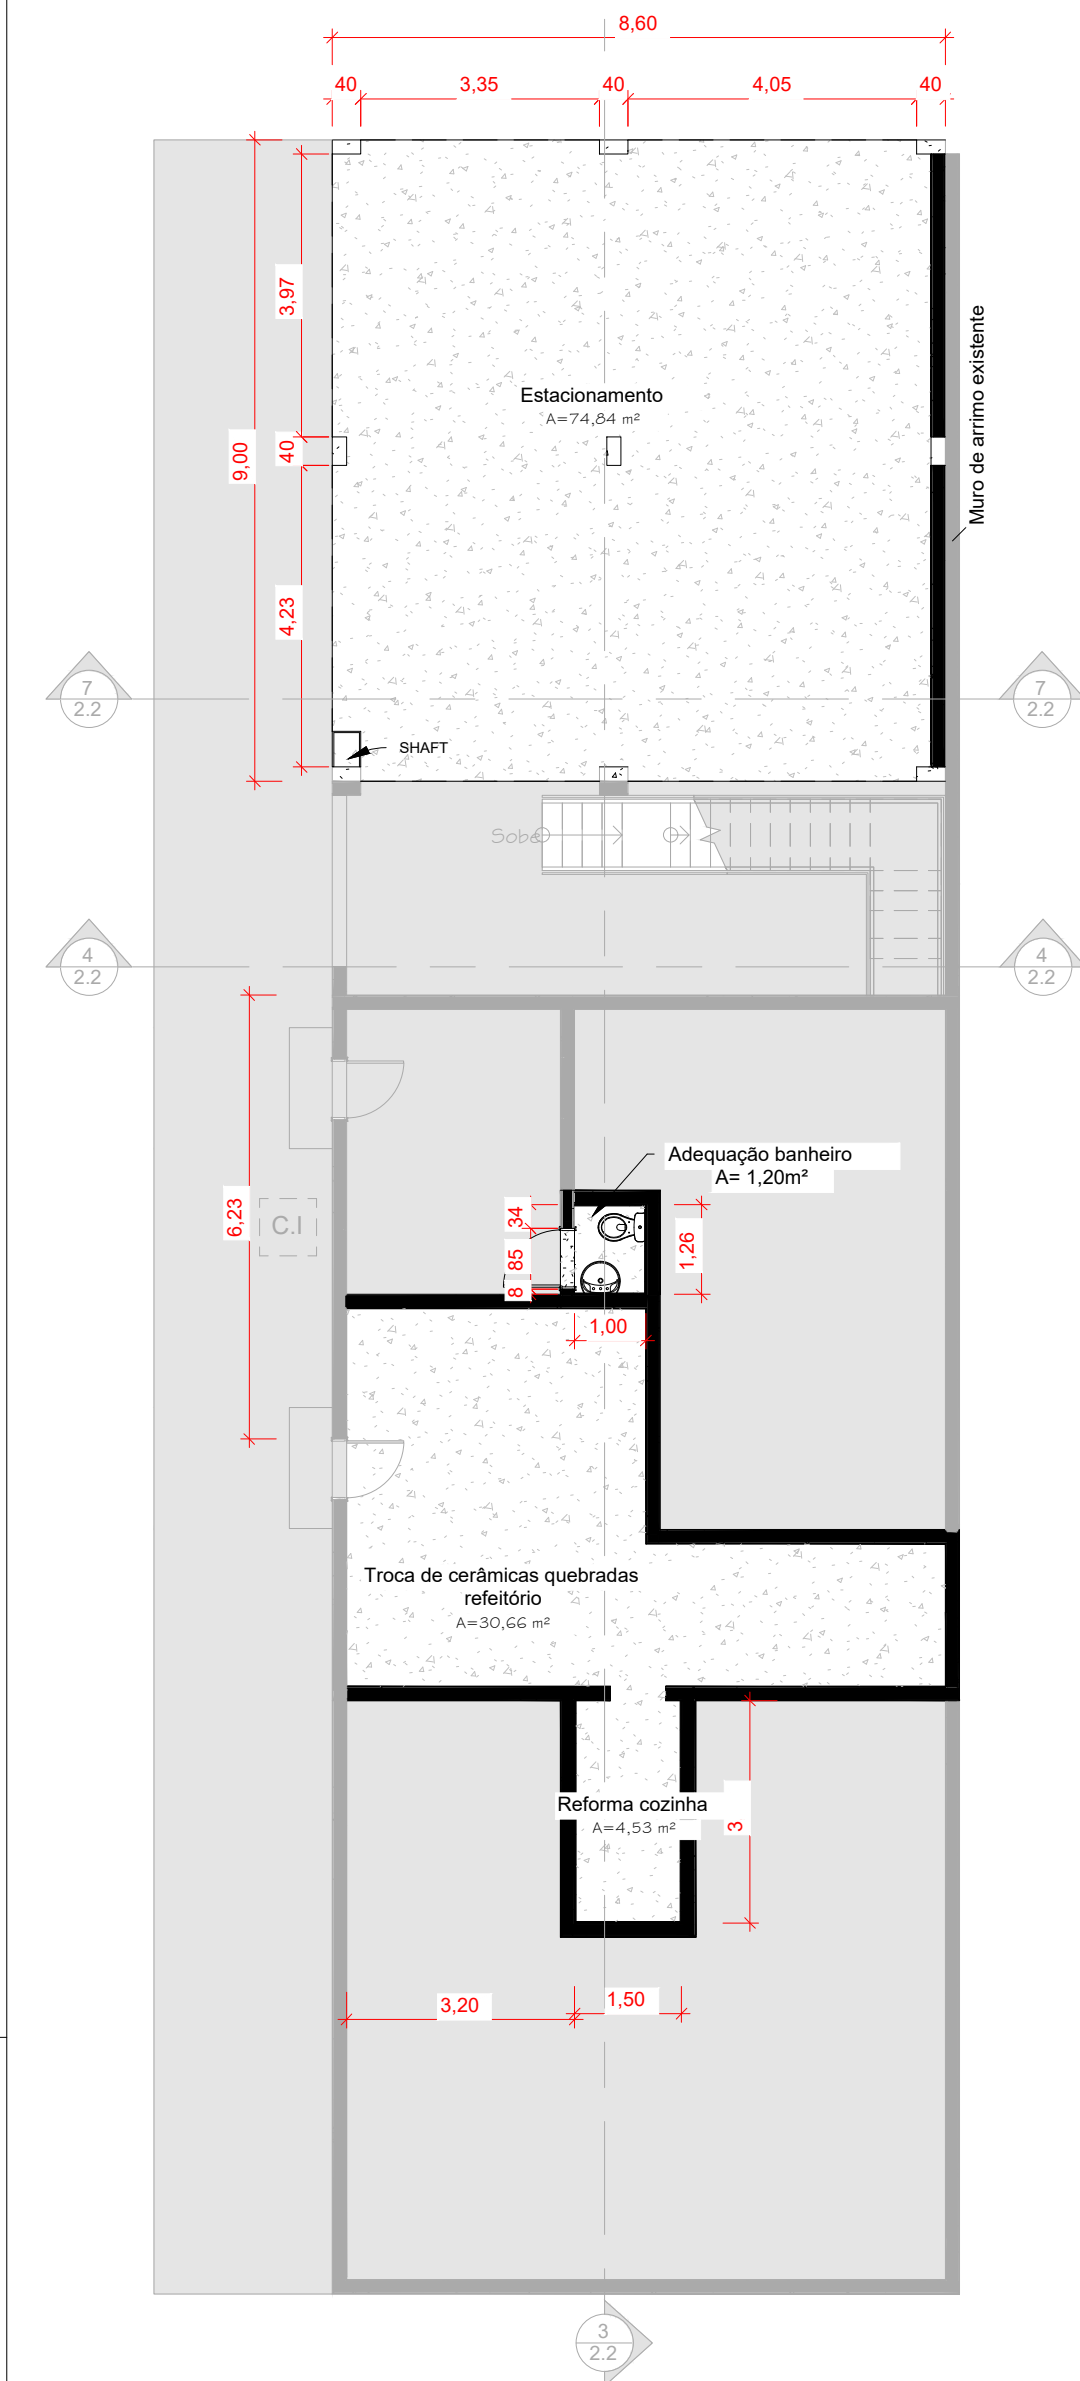 8,60
40 3,35 40 4,05 40
3,97
Muro de arrimo existente
Estacionamento
A=74,84 m²
9,00
40
4,23
7
2.2
7
2.2
SHAFT
Sobe
4
2.2
4
2.2
Adequação banheiro
A= 1,20m²
6,23
C.I
34
85
8
1,26
1,00
Troca de cerâmicas quebradas
refeitório
A=30,66 m²
Reforma cozinha
A=4,53 m²
3
3,20
1,50
3
2.2